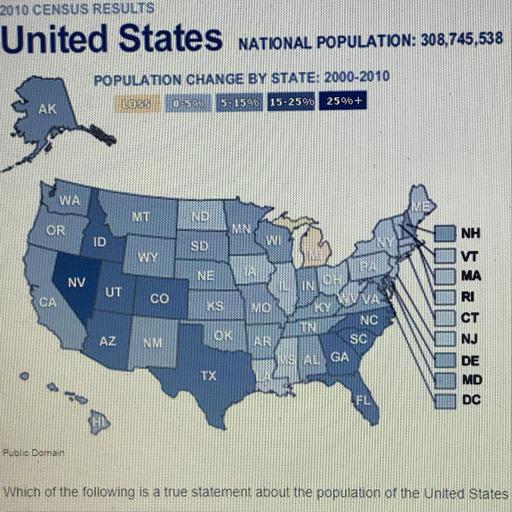 2010 CENSUS RESULTS
United States NATIONAL POPULATION: 308,745,538
POPULATION CHANGE BY STATE: 2000-2010
LOSS 0-5% 5-15% 15-25% 25%+
AK
WA
MT
ND
MN
ME
OR
ID
WY
SD
WI
MI
NY
NH
VT
MA
RI
CT
NJ
DE
MD
DC
NV
UT
CO
NE
IA
IL
IN
OH
PA
CA
KS
MO
KY
WV
VA
AZ
NM
OK
AR
TN
NC
SC
TX
LA
MS
AL
GA
FL
HI
Public Domain
Which of the following is a true statement about the population of the United States